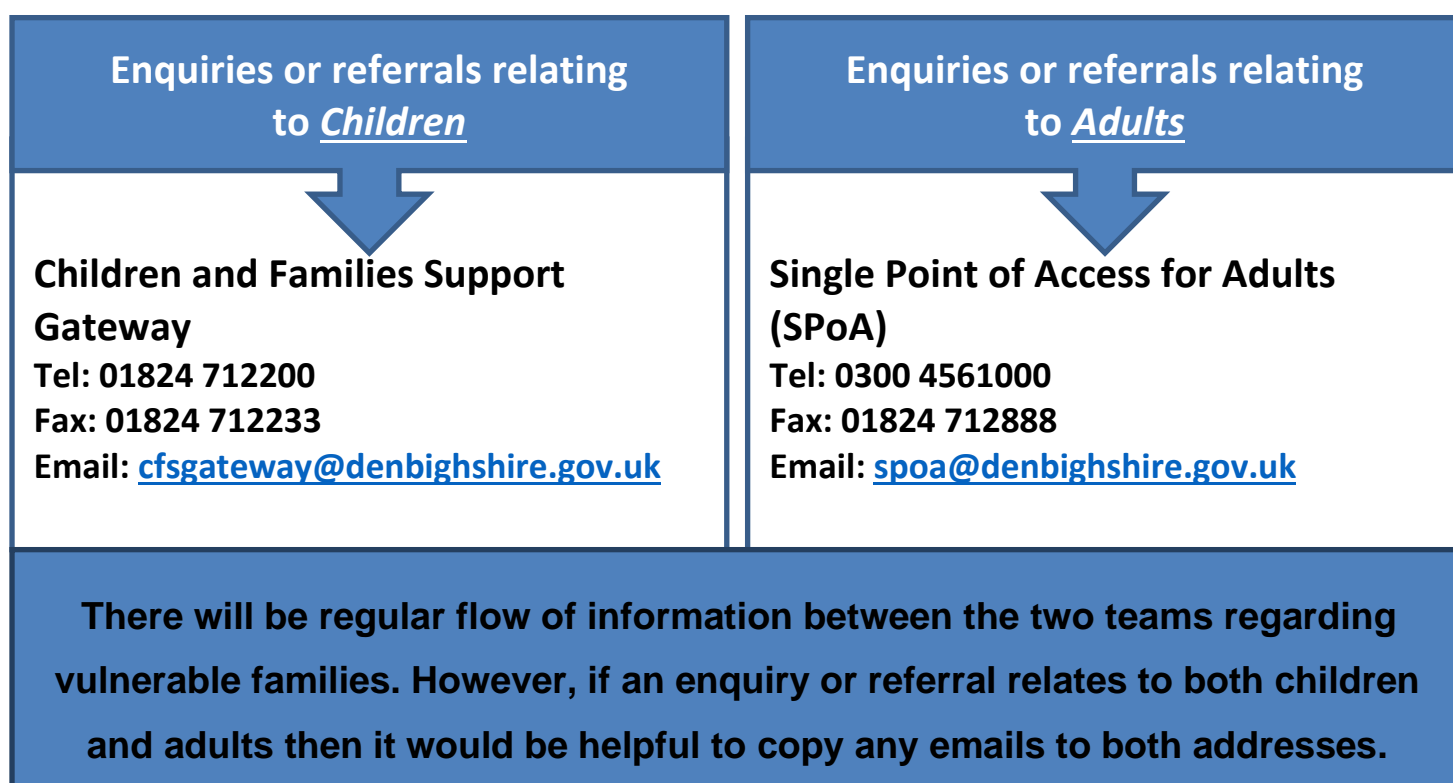 Enquiries or referrals relating
to Children
Children and Families Support
Gateway
Tel: 01824 712200
Fax: 01824 712233
Email: cfsgateway@denbighshire.gov.uk
Enquiries or referrals relating
to Adults
Single Point of Access for Adults
(SPoA)
Tel: 0300 4561000
Fax: 01824 712888
Email: spoa@denbighshire.gov.uk
There will be regular flow of information between the two teams regarding
vulnerable families. However, if an enquiry or referral relates to both children
and adults then it would be helpful to copy any emails to both addresses.